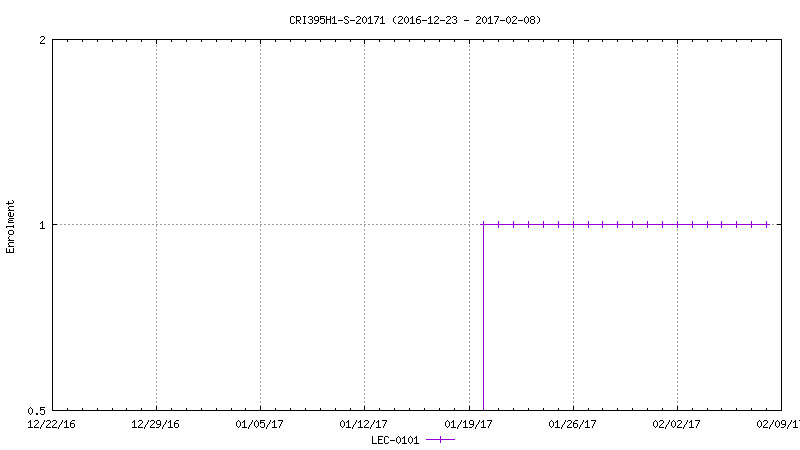 CRI395H1-S-20171 (2016-12-23 - 2017-02-08)
2
1
0.5
Enrolment
12/22/16 12/29/16 01/05/17 01/12/17 01/19/17 01/26/17 02/02/17 02/09/1
LEC-0101